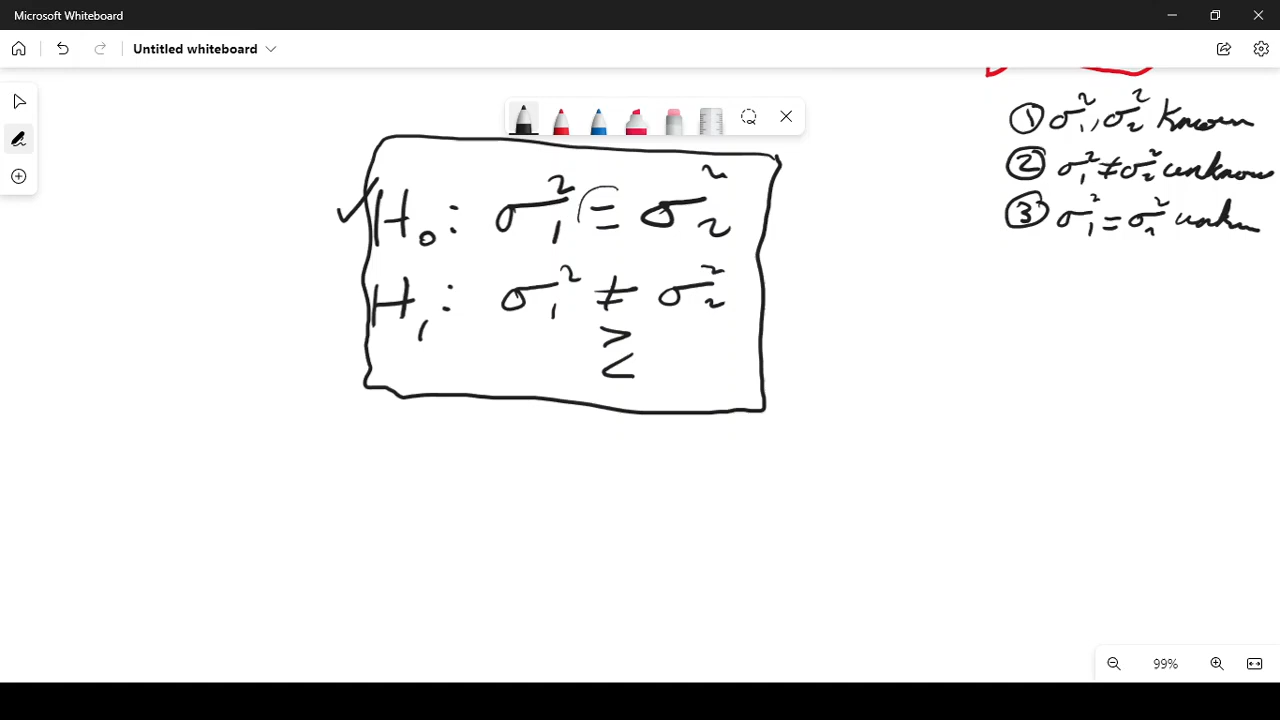 Microsoft Whiteboard
Untitled whiteboard
① σ₁², σ₂² known
② σ₁² ≠ σ₂² unknown
③ σ₁² = σ₂² unkn
✓ H₀: σ₁² = σ₂²
H₁: σ₁² ≠ σ₂²
>
<
99%